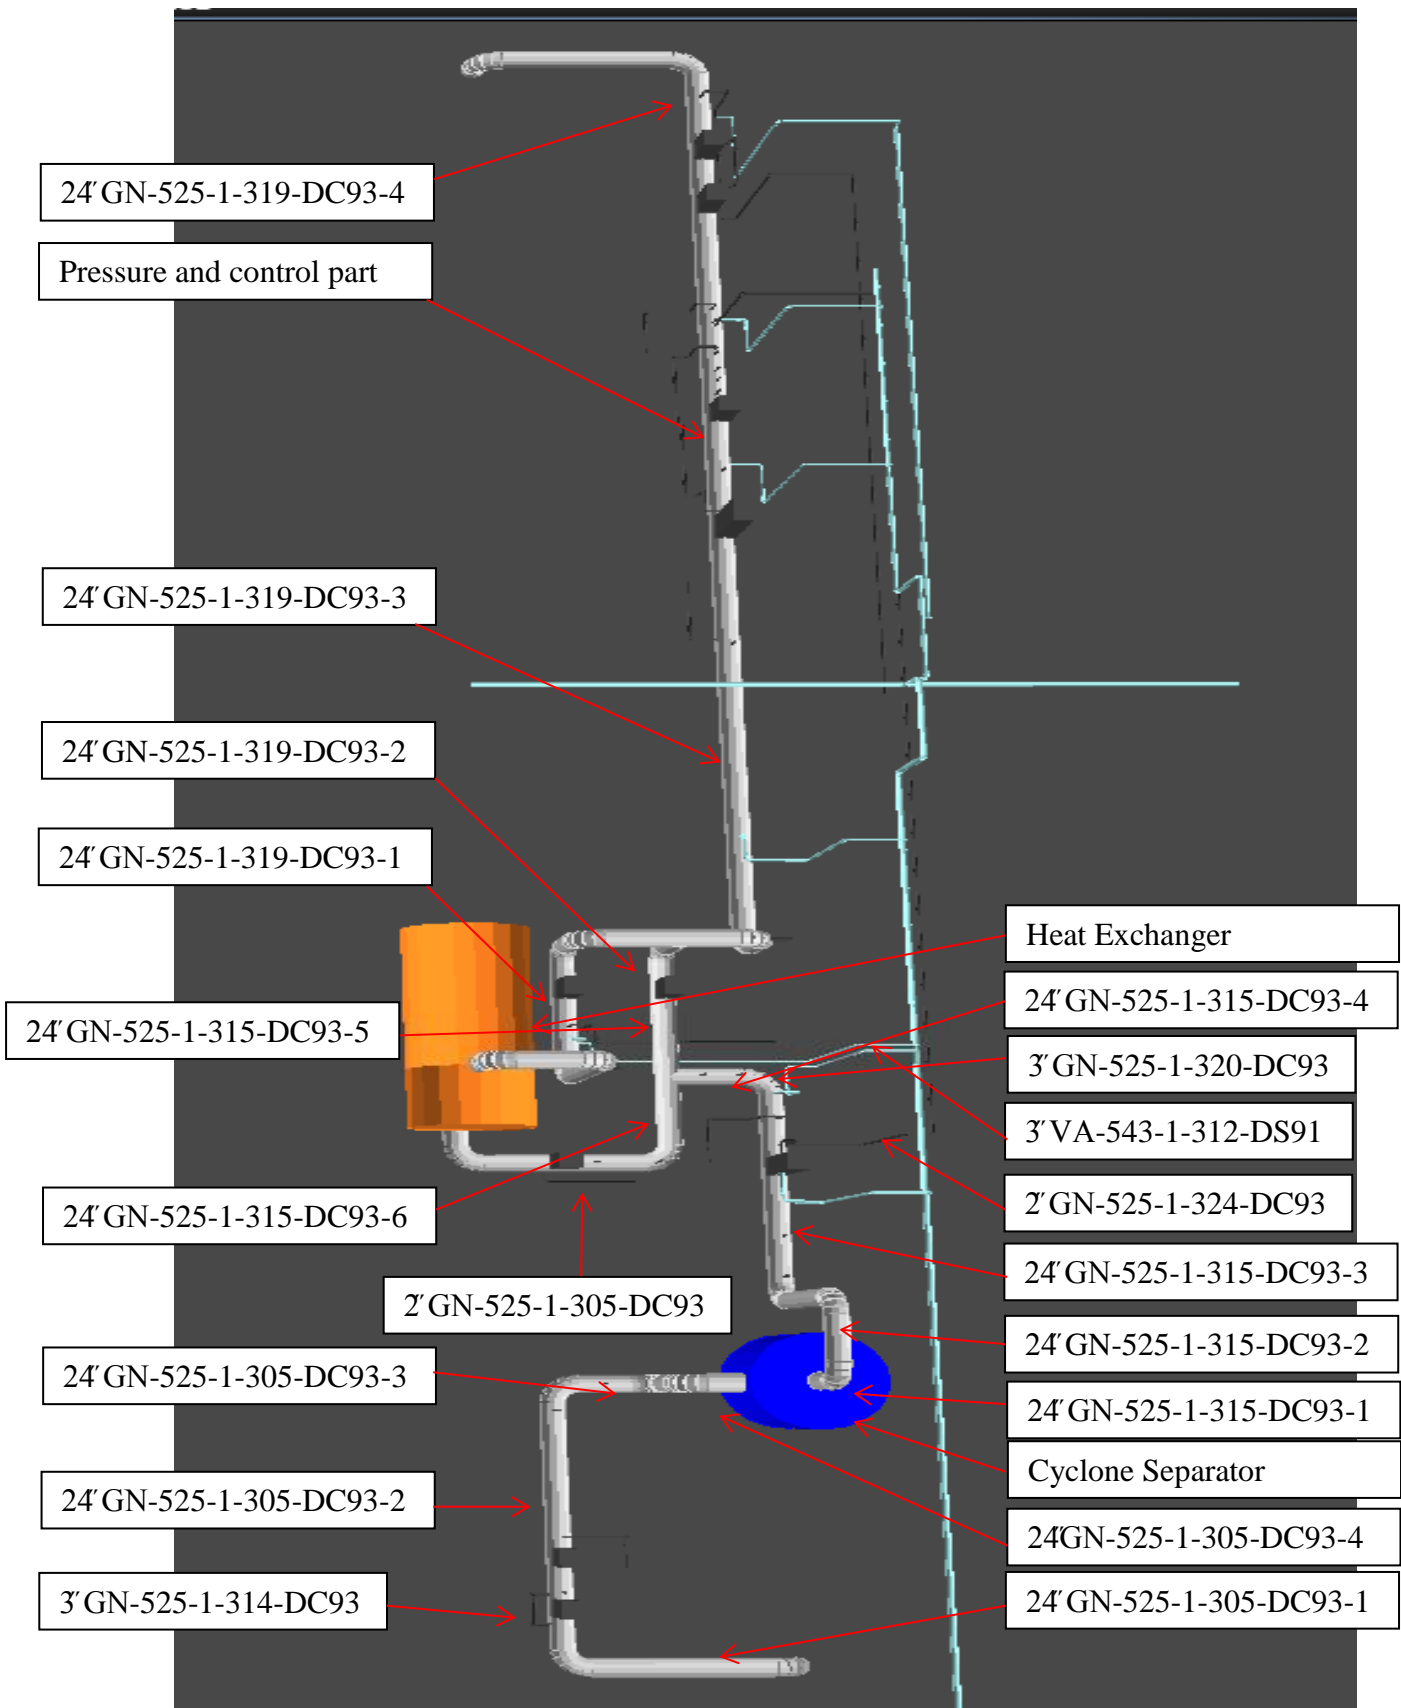 24″GN-525-1-319-DC93-4
Pressure and control part
24″GN-525-1-319-DC93-3
24″GN-525-1-319-DC93-2
24″GN-525-1-319-DC93-1
Heat Exchanger
24″GN-525-1-315-DC93-4
24″GN-525-1-315-DC93-5
3″GN-525-1-320-DC93
3″VA-543-1-312-DS91
24″GN-525-1-315-DC93-6
2″GN-525-1-324-DC93
24″GN-525-1-315-DC93-3
2″GN-525-1-305-DC93
24″GN-525-1-315-DC93-2
24″GN-525-1-305-DC93-3
24″GN-525-1-315-DC93-1
Cyclone Separator
24″GN-525-1-305-DC93-2
24″GN-525-1-305-DC93-4
3″GN-525-1-314-DC93
24″GN-525-1-305-DC93-1